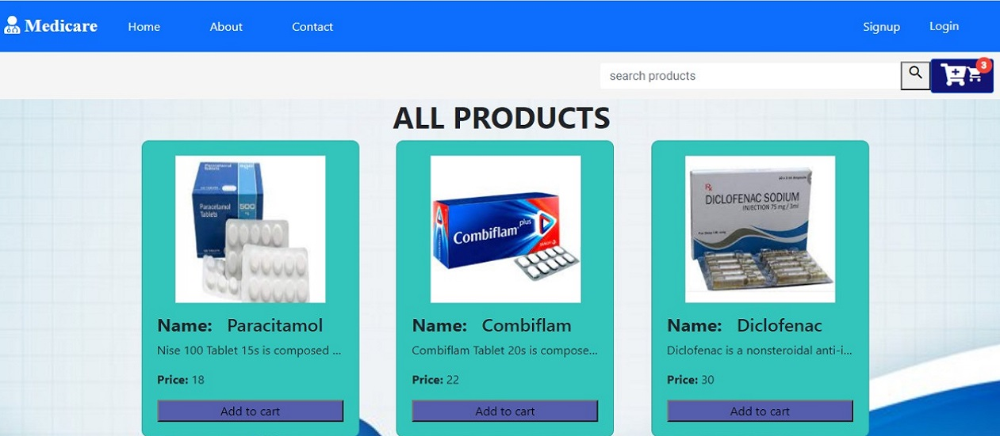 Medicare Home About Contact Signup Login
search products
3
ALL PRODUCTS
Paracetamol
Tablets
500
Combiflam plus
Rx
DICLOFENAC SODIUM
INJECTION 75 mg / 3ml
Name: Paracitamol
Nise 100 Tablet 15s is composed ...
Price: 18
Add to cart
Name: Combiflam
Combiflam Tablet 20s is compose...
Price: 22
Add to cart
Name: Diclofenac
Diclofenac is a nonsteroidal anti-i...
Price: 30
Add to cart